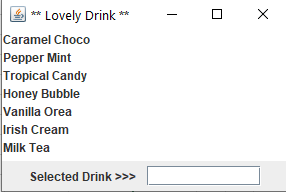 ** Lovely Drink **
Caramel Choco
Pepper Mint
Tropical Candy
Honey Bubble
Vanilla Orea
Irish Cream
Milk Tea
Selected Drink >>>